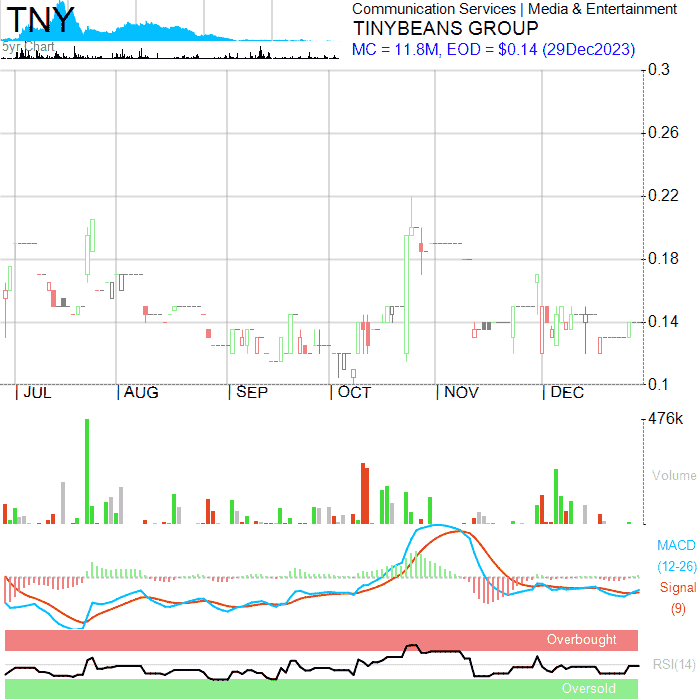 TNY
5yr Chart
Communication Services | Media & Entertainment
TINYBEANS GROUP
MC = 11.8M, EOD = $0.14 (29Dec2023)
0.3
0.26
0.22
0.18
0.14
0.1
JUL AUG SEP OCT NOV DEC
476k
Volume
MACD
(12-26)
Signal
(9)
Overbought
RSI(14)
Oversold